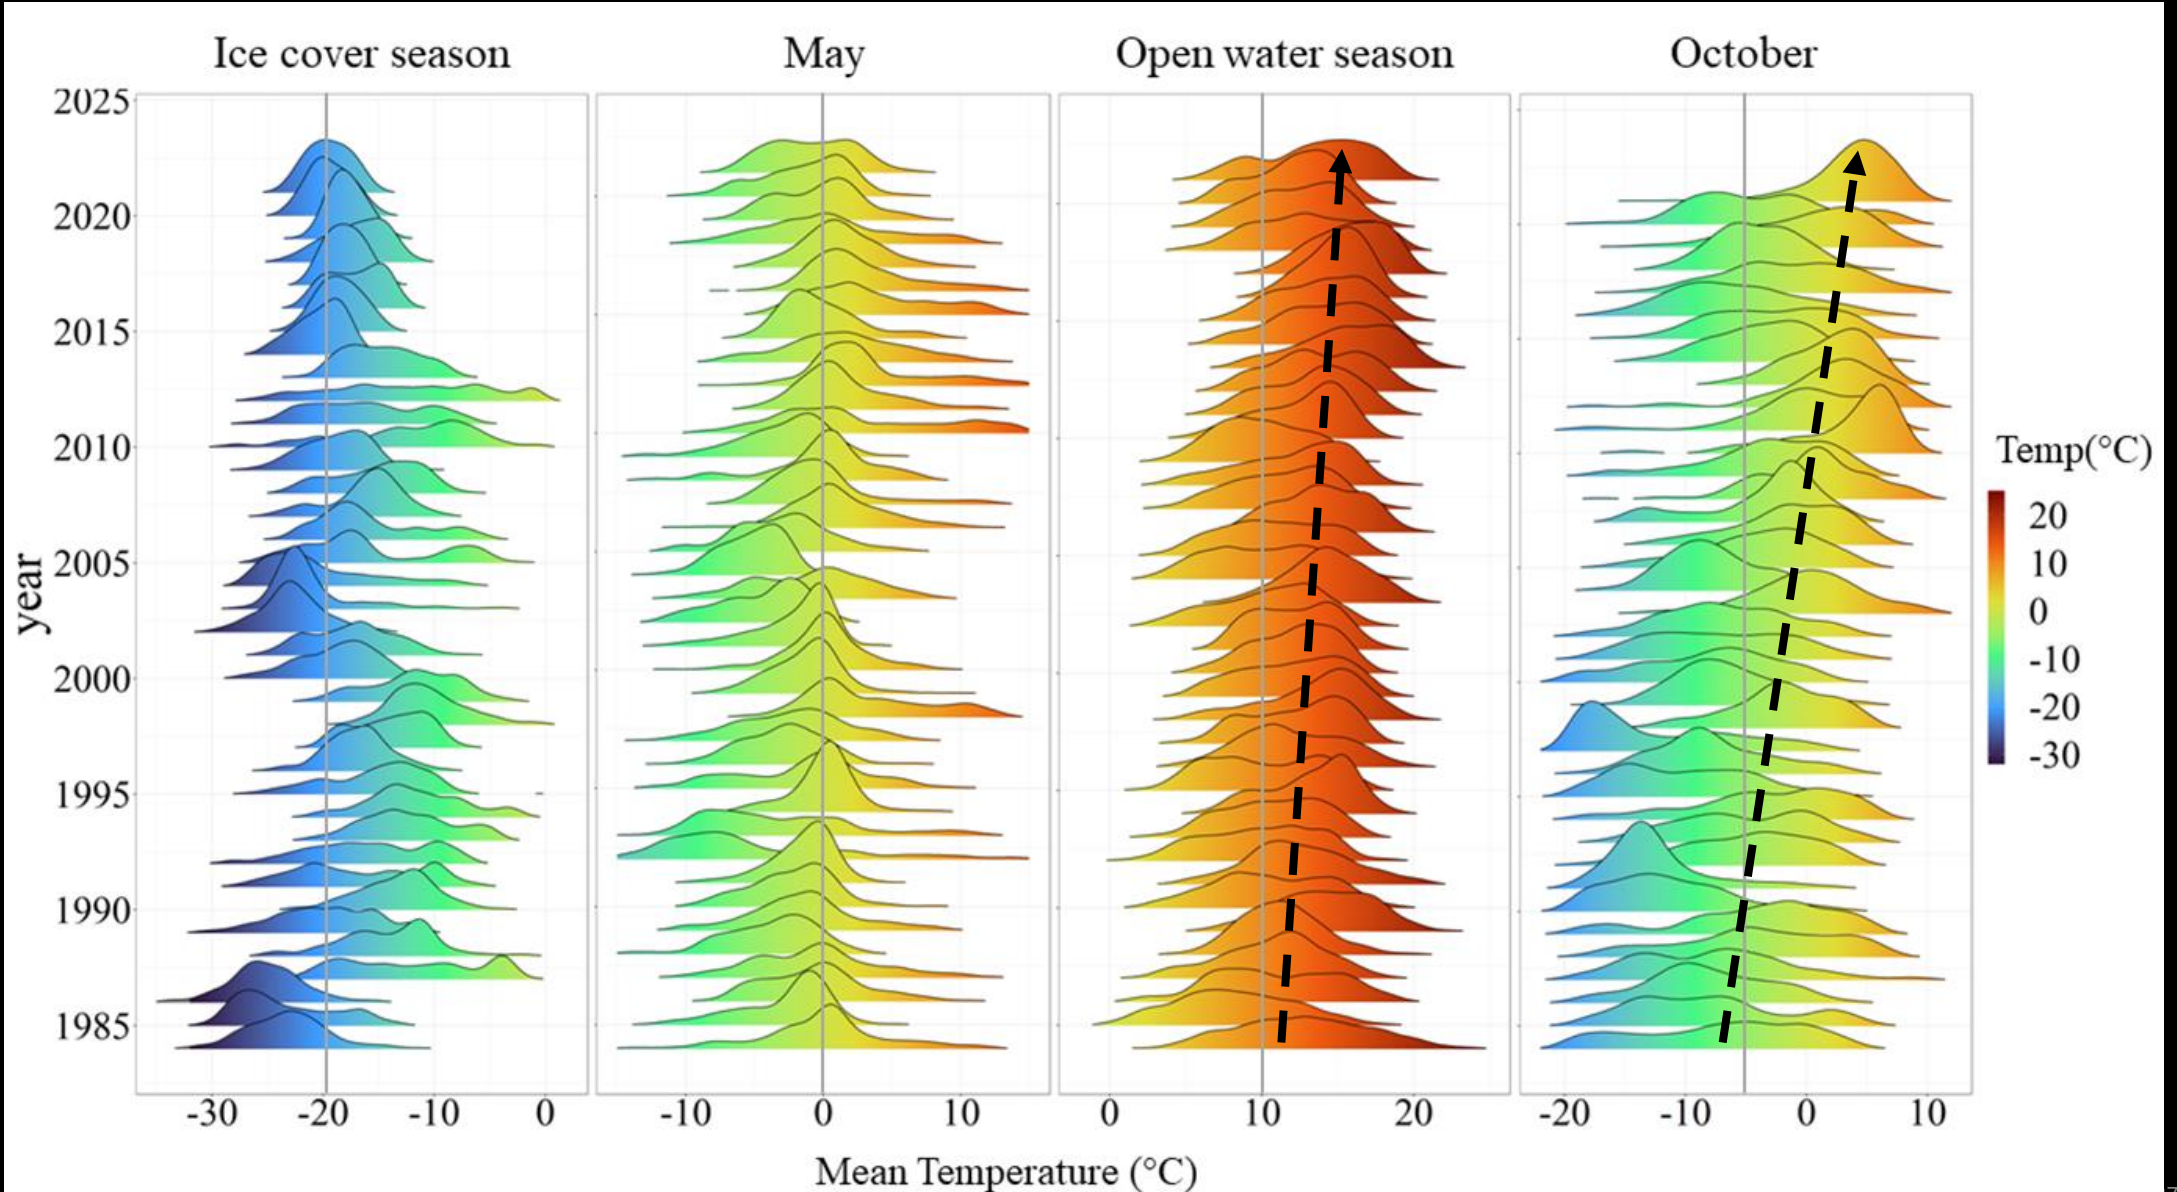 Ice cover season
May
Open water season
October
2025
2020
2015
2010
2005
2000
1995
1990
1985
year
-30 -20 -10 0
-10 0 10
0 10 20
-20 -10 0 10
Mean Temperature (°C)
Temp(°C)
20
10
0
-10
-20
-30